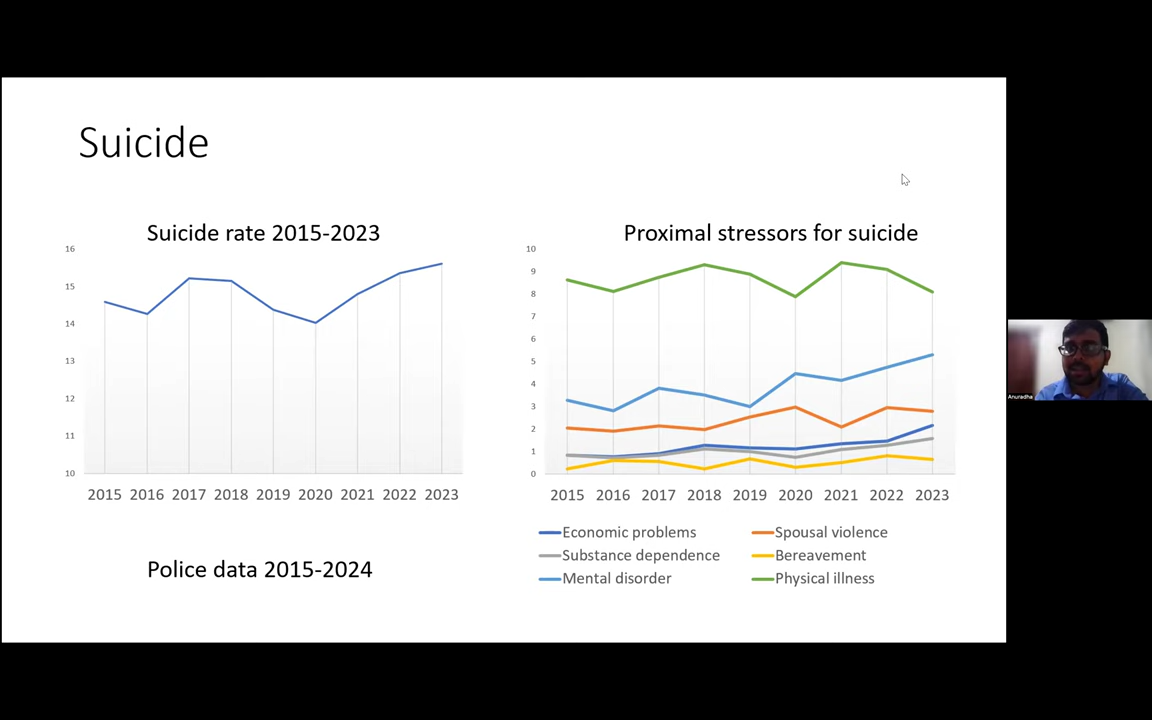 Suicide
Suicide rate 2015-2023
16
15
14
13
12
11
10
2015 2016 2017 2018 2019 2020 2021 2022 2023
Police data 2015-2024
Proximal stressors for suicide
10
9
8
7
6
5
4
3
2
1
0
2015 2016 2017 2018 2019 2020 2021 2022 2023
Economic problems Spousal violence
Substance dependence Bereavement
Mental disorder Physical illness
Anuradha